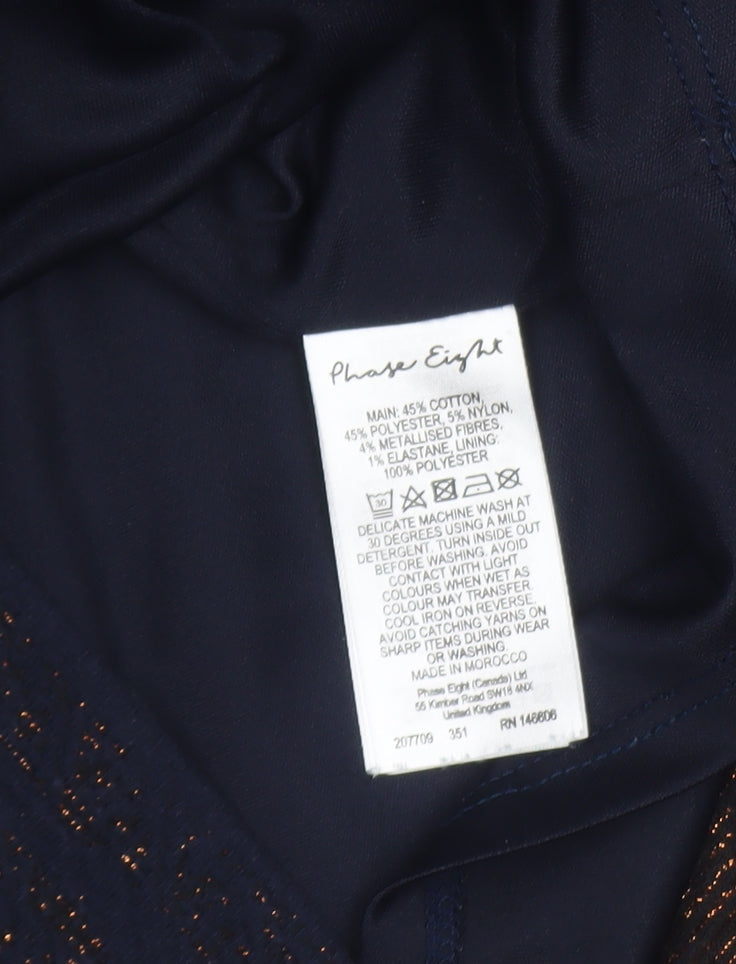 Phase Eight
MAIN: 45% COTTON,
45% POLYESTER, 5% NYLON,
4% METALLISED FIBRES,
1% ELASTANE, LINING:
100% POLYESTER
30
DELICATE MACHINE WASH AT
30 DEGREES USING A MILD
DETERGENT. TURN INSIDE OUT
BEFORE WASHING. AVOID
CONTACT WITH LIGHT
COLOURS WHEN WET AS
COLOUR MAY TRANSFER.
COOL IRON ON REVERSE.
AVOID CATCHING YARNS ON
SHARP ITEMS DURING WEAR
OR WASHING.
MADE IN MOROCCO
Phase Eight (Canada) Ltd
55 Kimber Road SW18 4NX
United Kingdom
207709 351 RN 146606